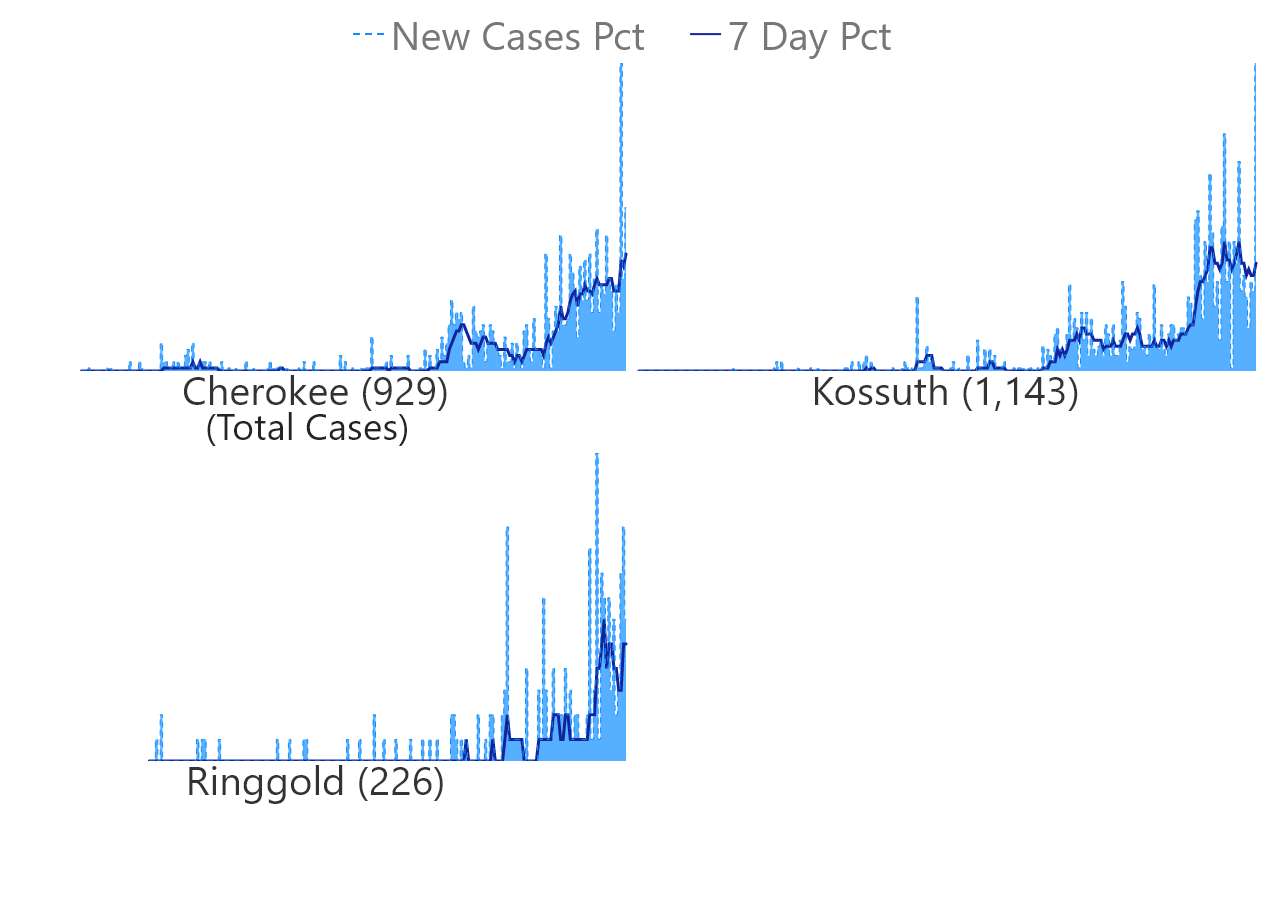 New Cases Pct 7 Day Pct
Cherokee (929)
(Total Cases)
Kossuth (1,143)
Ringgold (226)